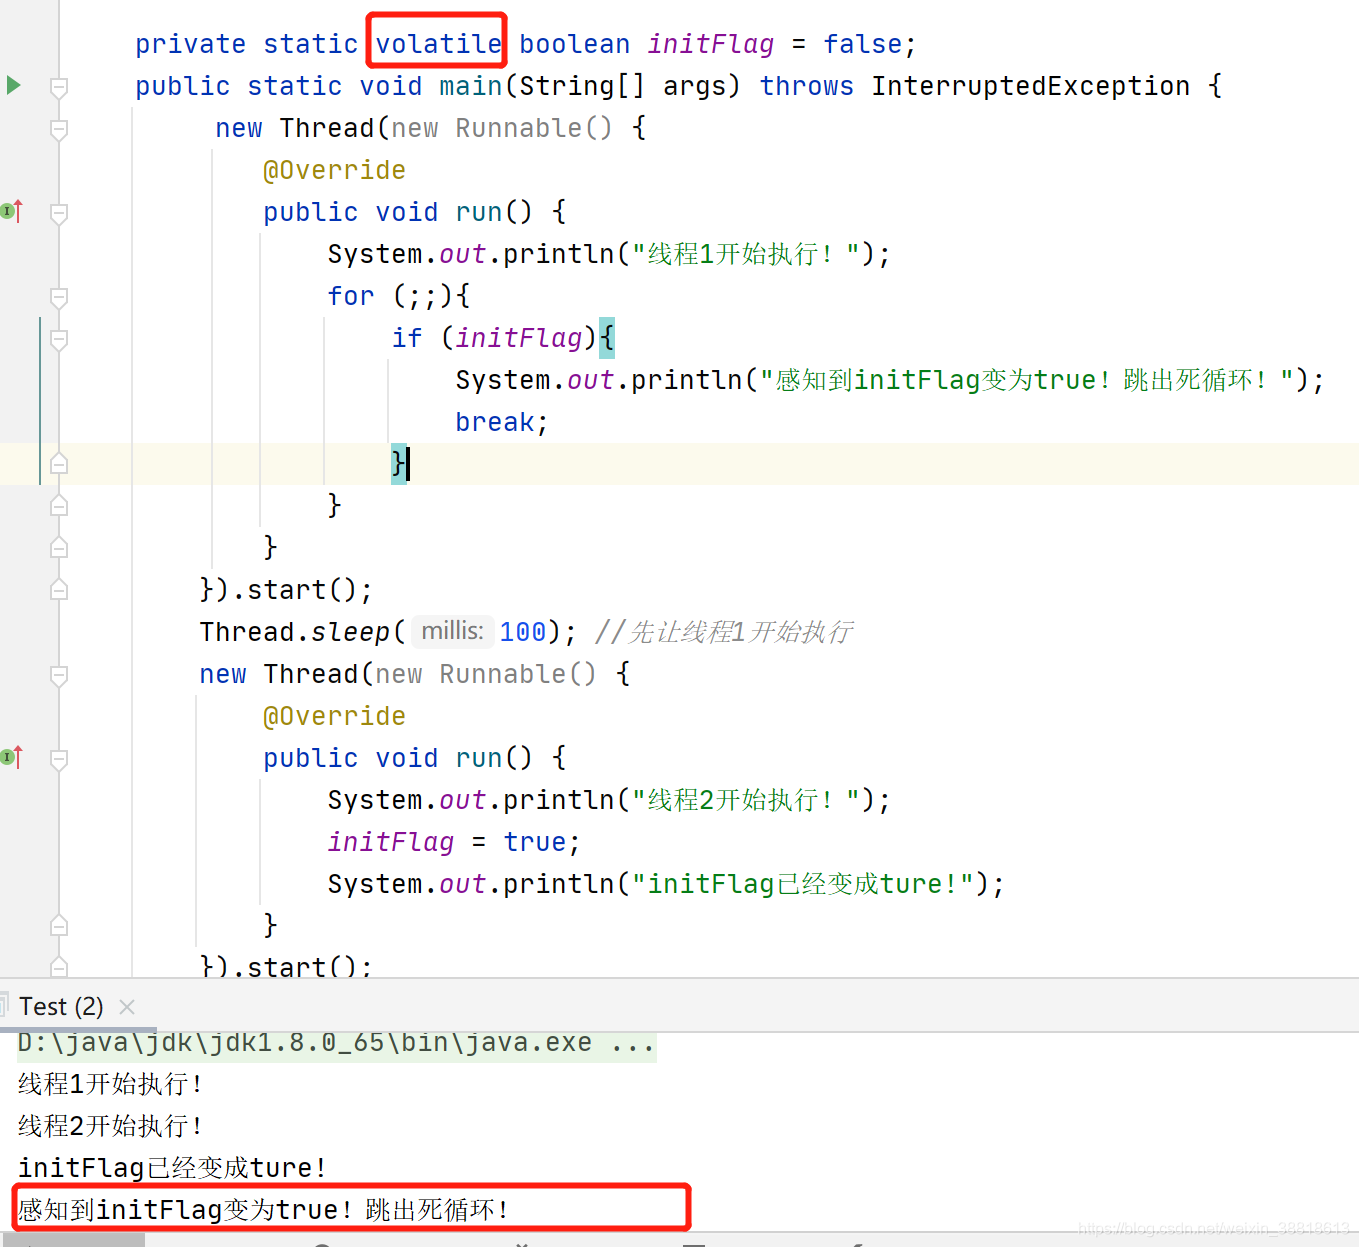 private static volatile boolean initFlag = false;
public static void main(String[] args) throws InterruptedException {
new Thread(new Runnable() {
@Override
public void run() {
System.out.println("线程1开始执行！");
for (;;){
if (initFlag){
System.out.println("感知到initFlag变为true！跳出死循环！");
break;
}
}
}
}).start();
Thread.sleep( millis: 100); //先让线程1开始执行
new Thread(new Runnable() {
@Override
public void run() {
System.out.println("线程2开始执行！");
initFlag = true;
System.out.println("initFlag已经变成ture!");
}
}).start();
Test (2)
D:\java\jdk\jdk1.8.0_65\bin\java.exe ...
线程1开始执行！
线程2开始执行！
initFlag已经变成ture!
感知到initFlag变为true！跳出死循环！
https://blog.csdn.net/weixin_38818613